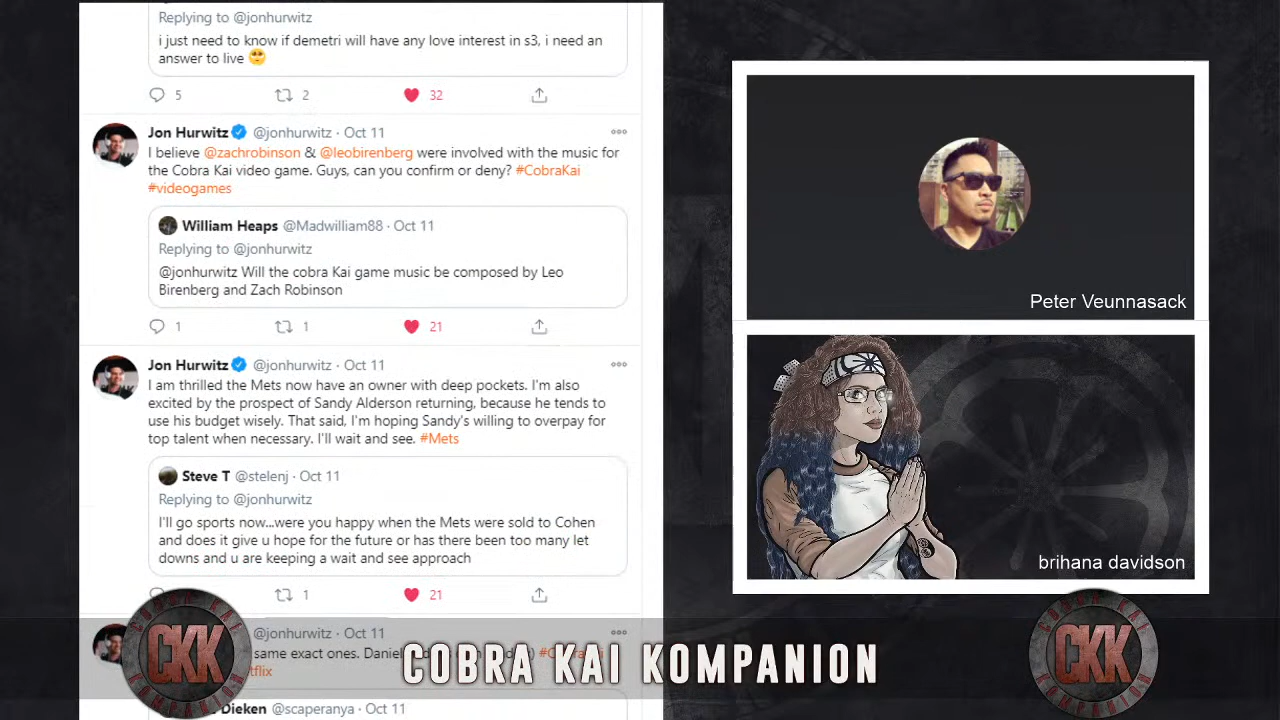 Replying to @jonhurwitz
i just need to know if demetri will have any love interest in s3, i need an
answer to live
5 2 32
Jon Hurwitz @jonhurwitz · Oct 11
I believe @zachrobinson & @leobirenberg were involved with the music for
the Cobra Kai video game. Guys, can you confirm or deny? #CobraKai
#videogames
William Heaps @Madwilliam88 · Oct 11
Replying to @jonhurwitz
@jonhurwitz Will the cobra Kai game music be composed by Leo
Birenberg and Zach Robinson
1 1 21
Jon Hurwitz @jonhurwitz · Oct 11
I am thrilled the Mets now have an owner with deep pockets. I'm also
excited by the prospect of Sandy Alderson returning, because he tends to
use his budget wisely. That said, I'm hoping Sandy's willing to overpay for
top talent when necessary. I'll wait and see. #Mets
Steve T @stelenj · Oct 11
Replying to @jonhurwitz
I'll go sports now...were you happy when the Mets were sold to Cohen
and does it give u hope for the future or has there been too many let
downs and u are keeping a wait and see approach
1 21
@jonhurwitz · Oct 11
same exact ones. Daniel
tflix
Dieken @scaperanya · Oct 11
Peter Veunnasack
brihana davidson
COBRA KAI
CKK
KOMPANION
COBRA KAI KOMPANION
COBRA KAI
CKK
KOMPANION